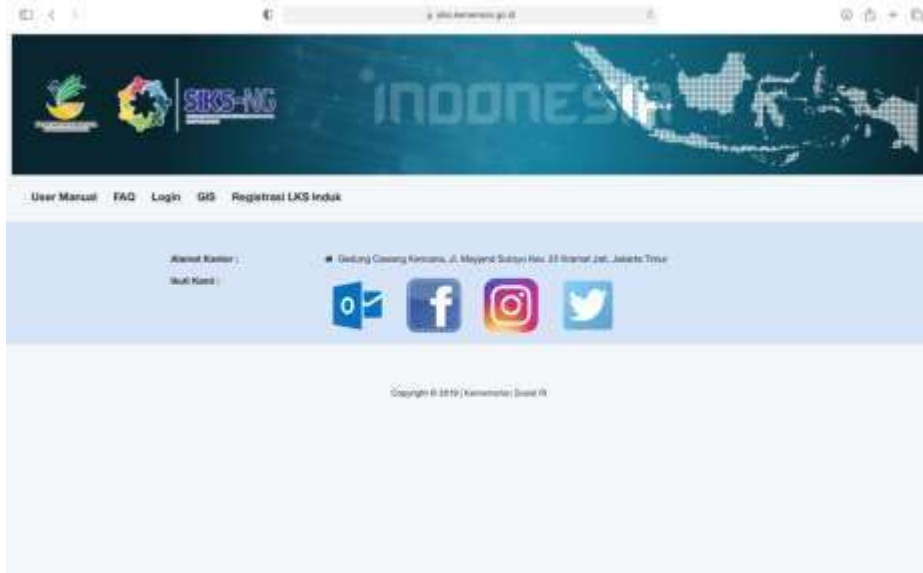 siks.kemensos.go.id
SIKS-NG
INDONESIA
User Manual FAQ Login GIS Registrasi LKS Induk
Alamat Kantor :
Gedung Cawang Kencana, Jl. Mayjend Sutoyo Kav. 22 Kramat Jati, Jakarta Timur
Ikuti Kami :
Copyright © 2019 | Kementerian Sosial RI